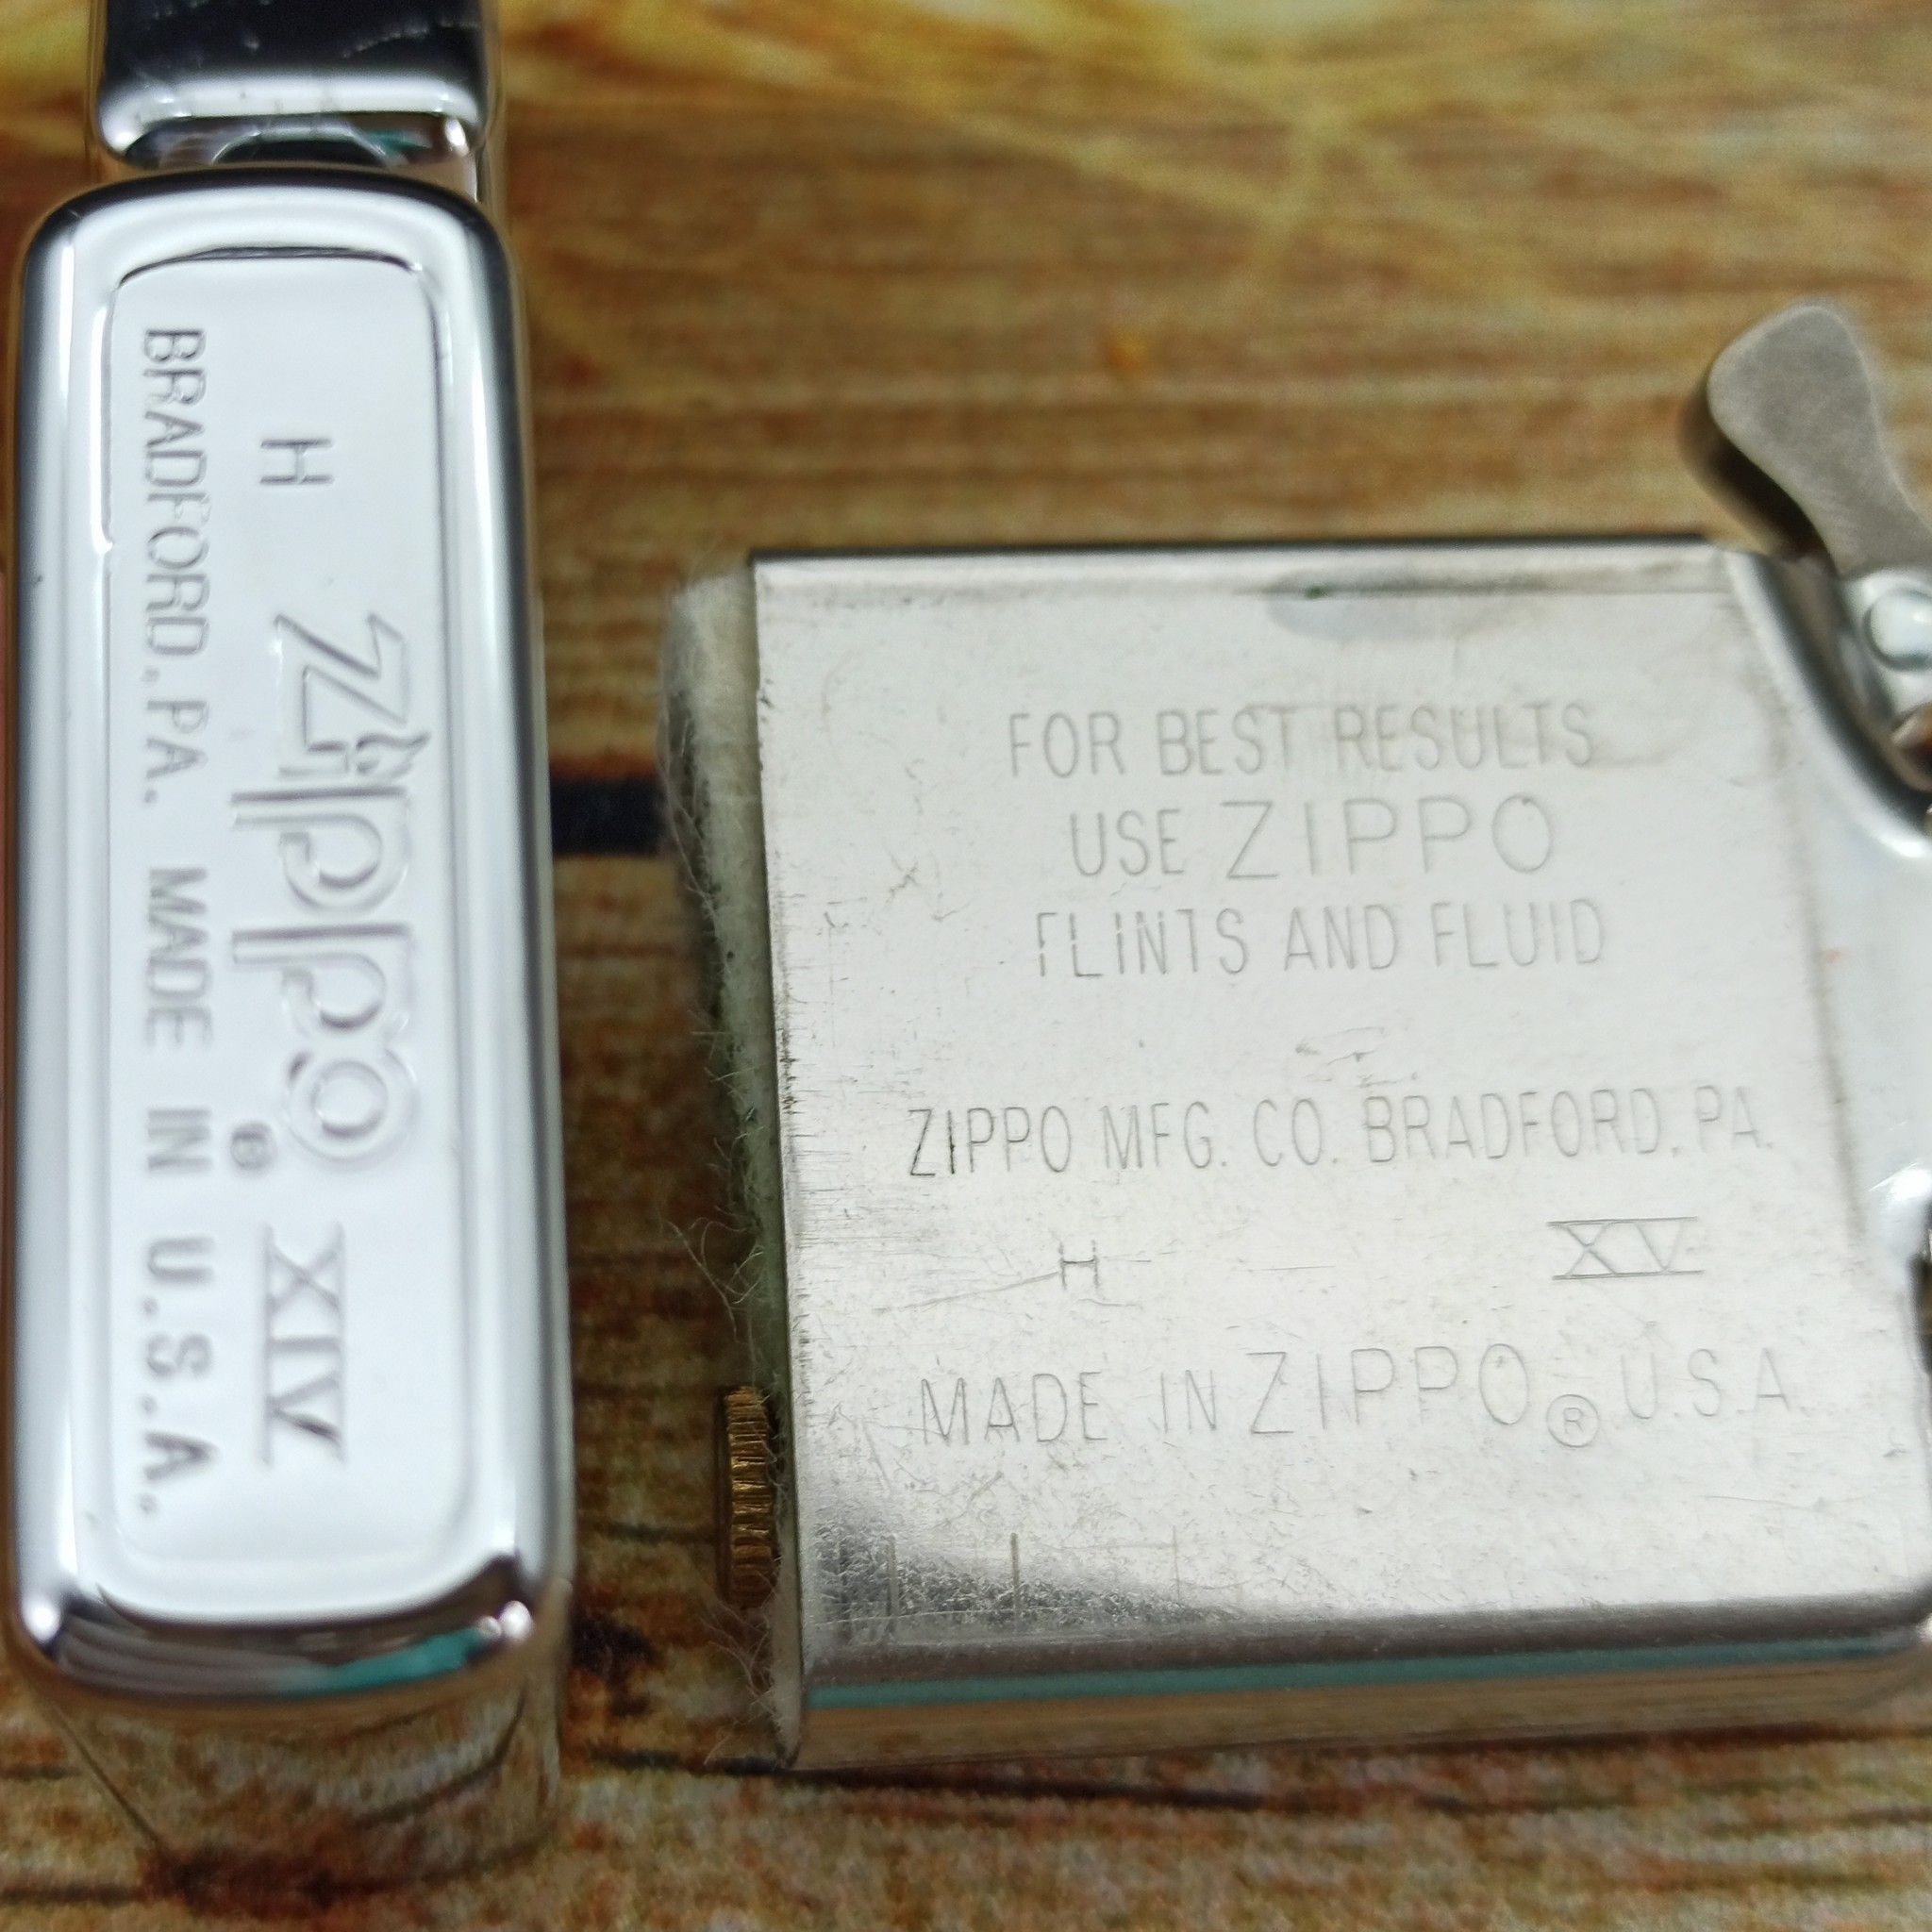 H Zippo ® XIV
BRADFORD, PA. MADE IN U.S.A.
FOR BEST RESULTS
USE ZIPPO
FLINTS AND FLUID
ZIPPO MFG. CO. BRADFORD, PA.
H XV
MADE IN ZIPPO® U.S.A.